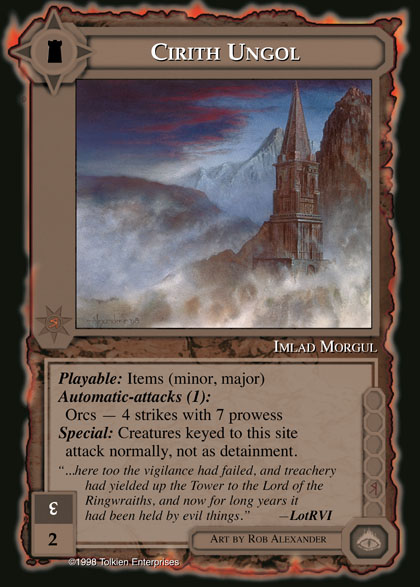 CIRITH UNGOL
IMLAD MORGUL
Playable: Items (minor, major)
Automatic-attacks (1):
Orcs — 4 strikes with 7 prowess
Special: Creatures keyed to this site
attack normally, not as detainment.
“...here too the vigilance had failed, and treachery
had yielded up the Tower to the Lord of the
Ringwraiths, and now for long years it
had been held by evil things.” —LotRVI
2
ART BY ROB ALEXANDER
©1998 Tolkien Enterprises